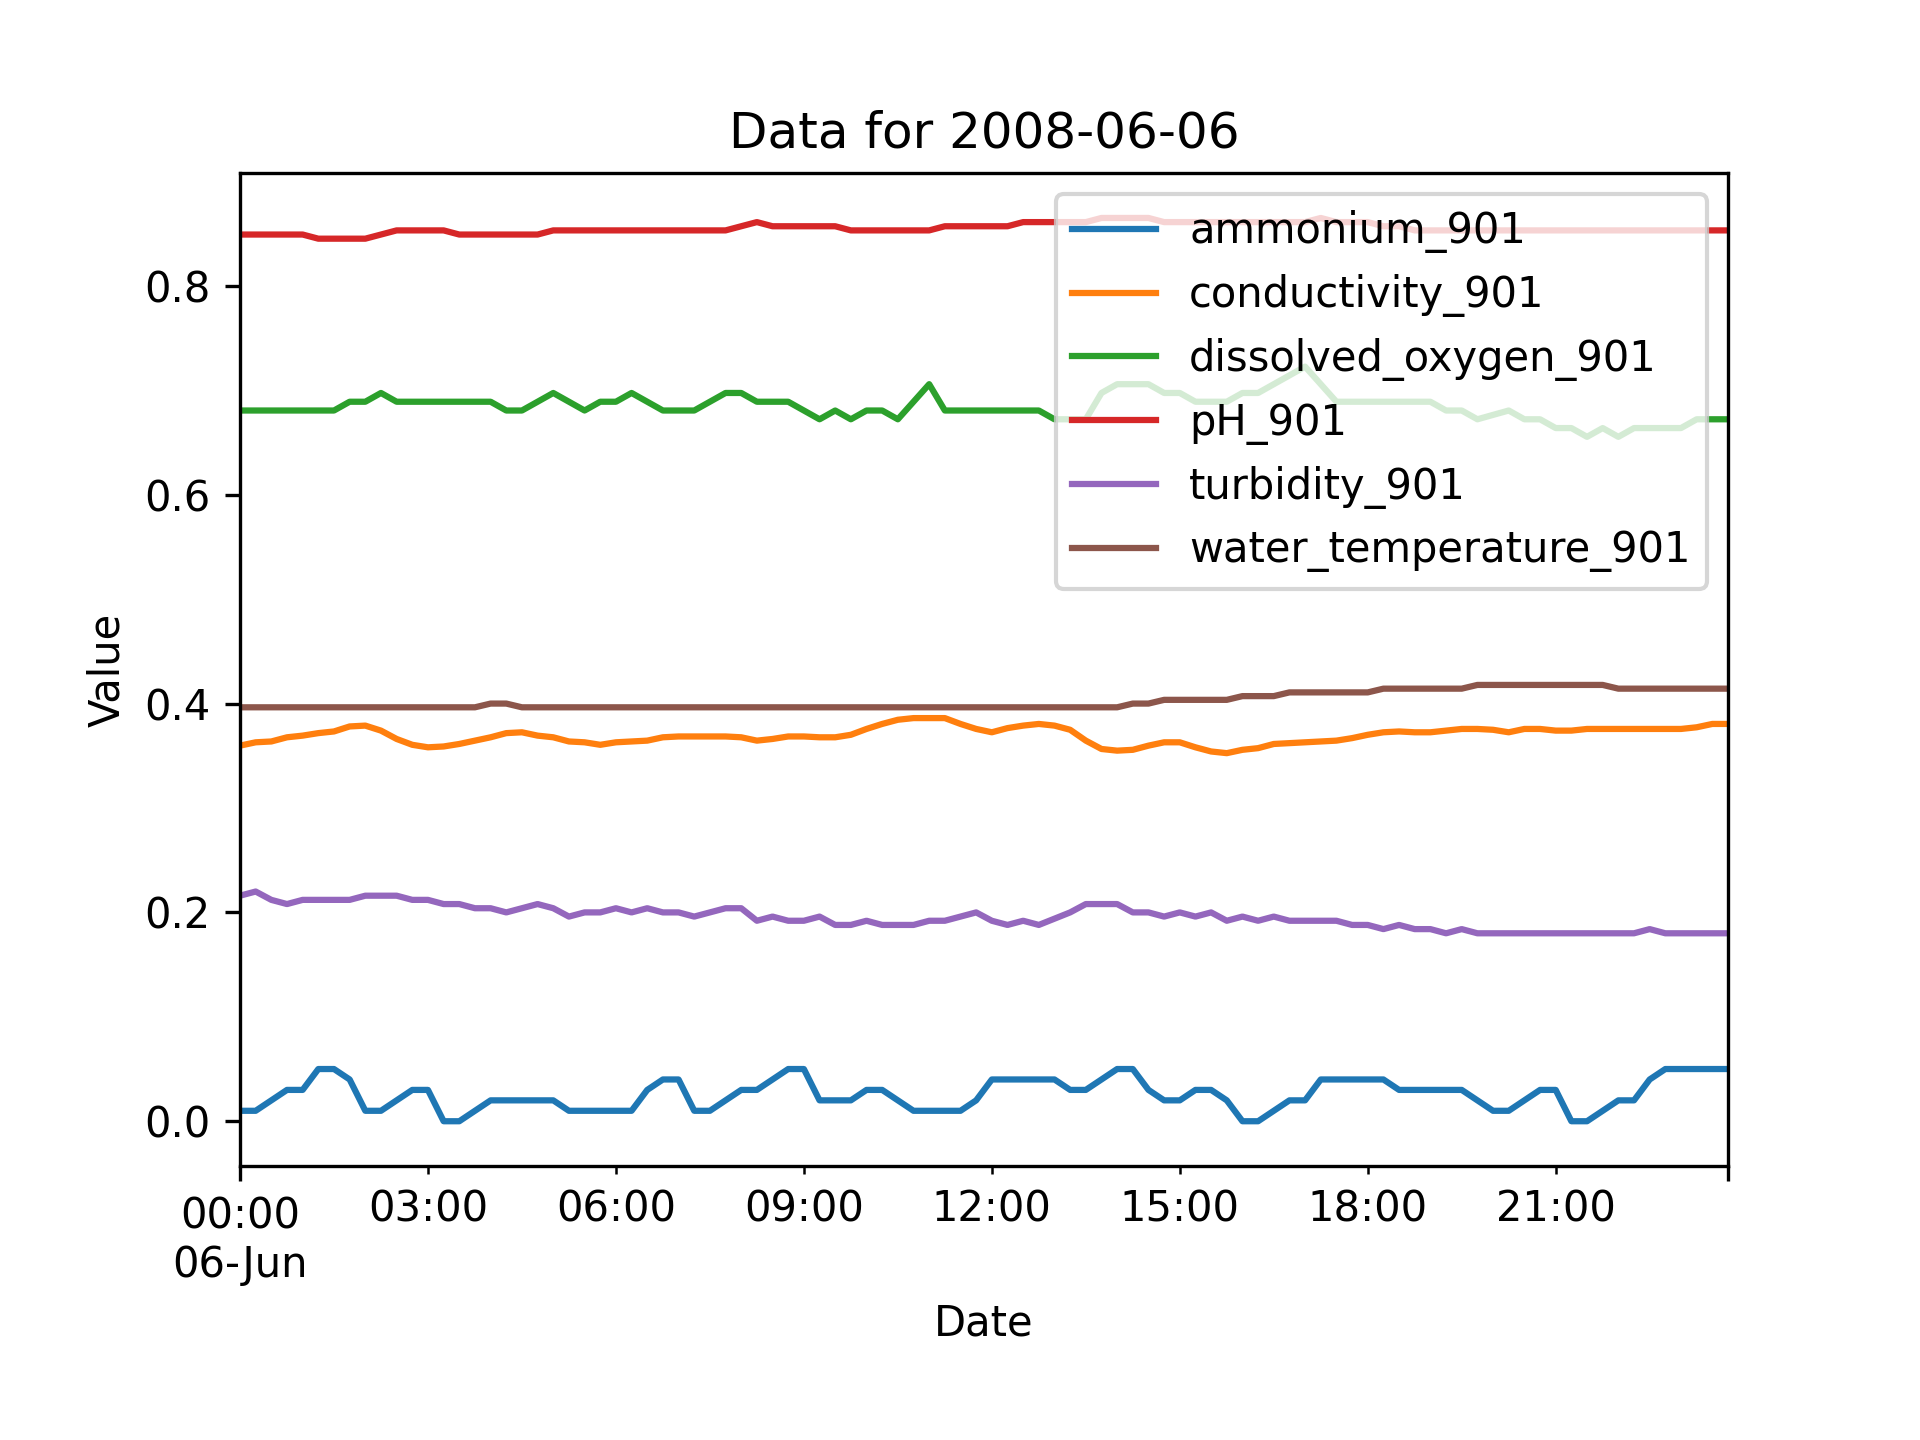 Data for 2008-06-06
ammonium_901
conductivity_901
dissolved_oxygen_901
pH_901
turbidity_901
water_temperature_901
Value
0.8
0.6
0.4
0.2
0.0
00:00 03:00 06:00 09:00 12:00 15:00 18:00 21:00
06-Jun
Date